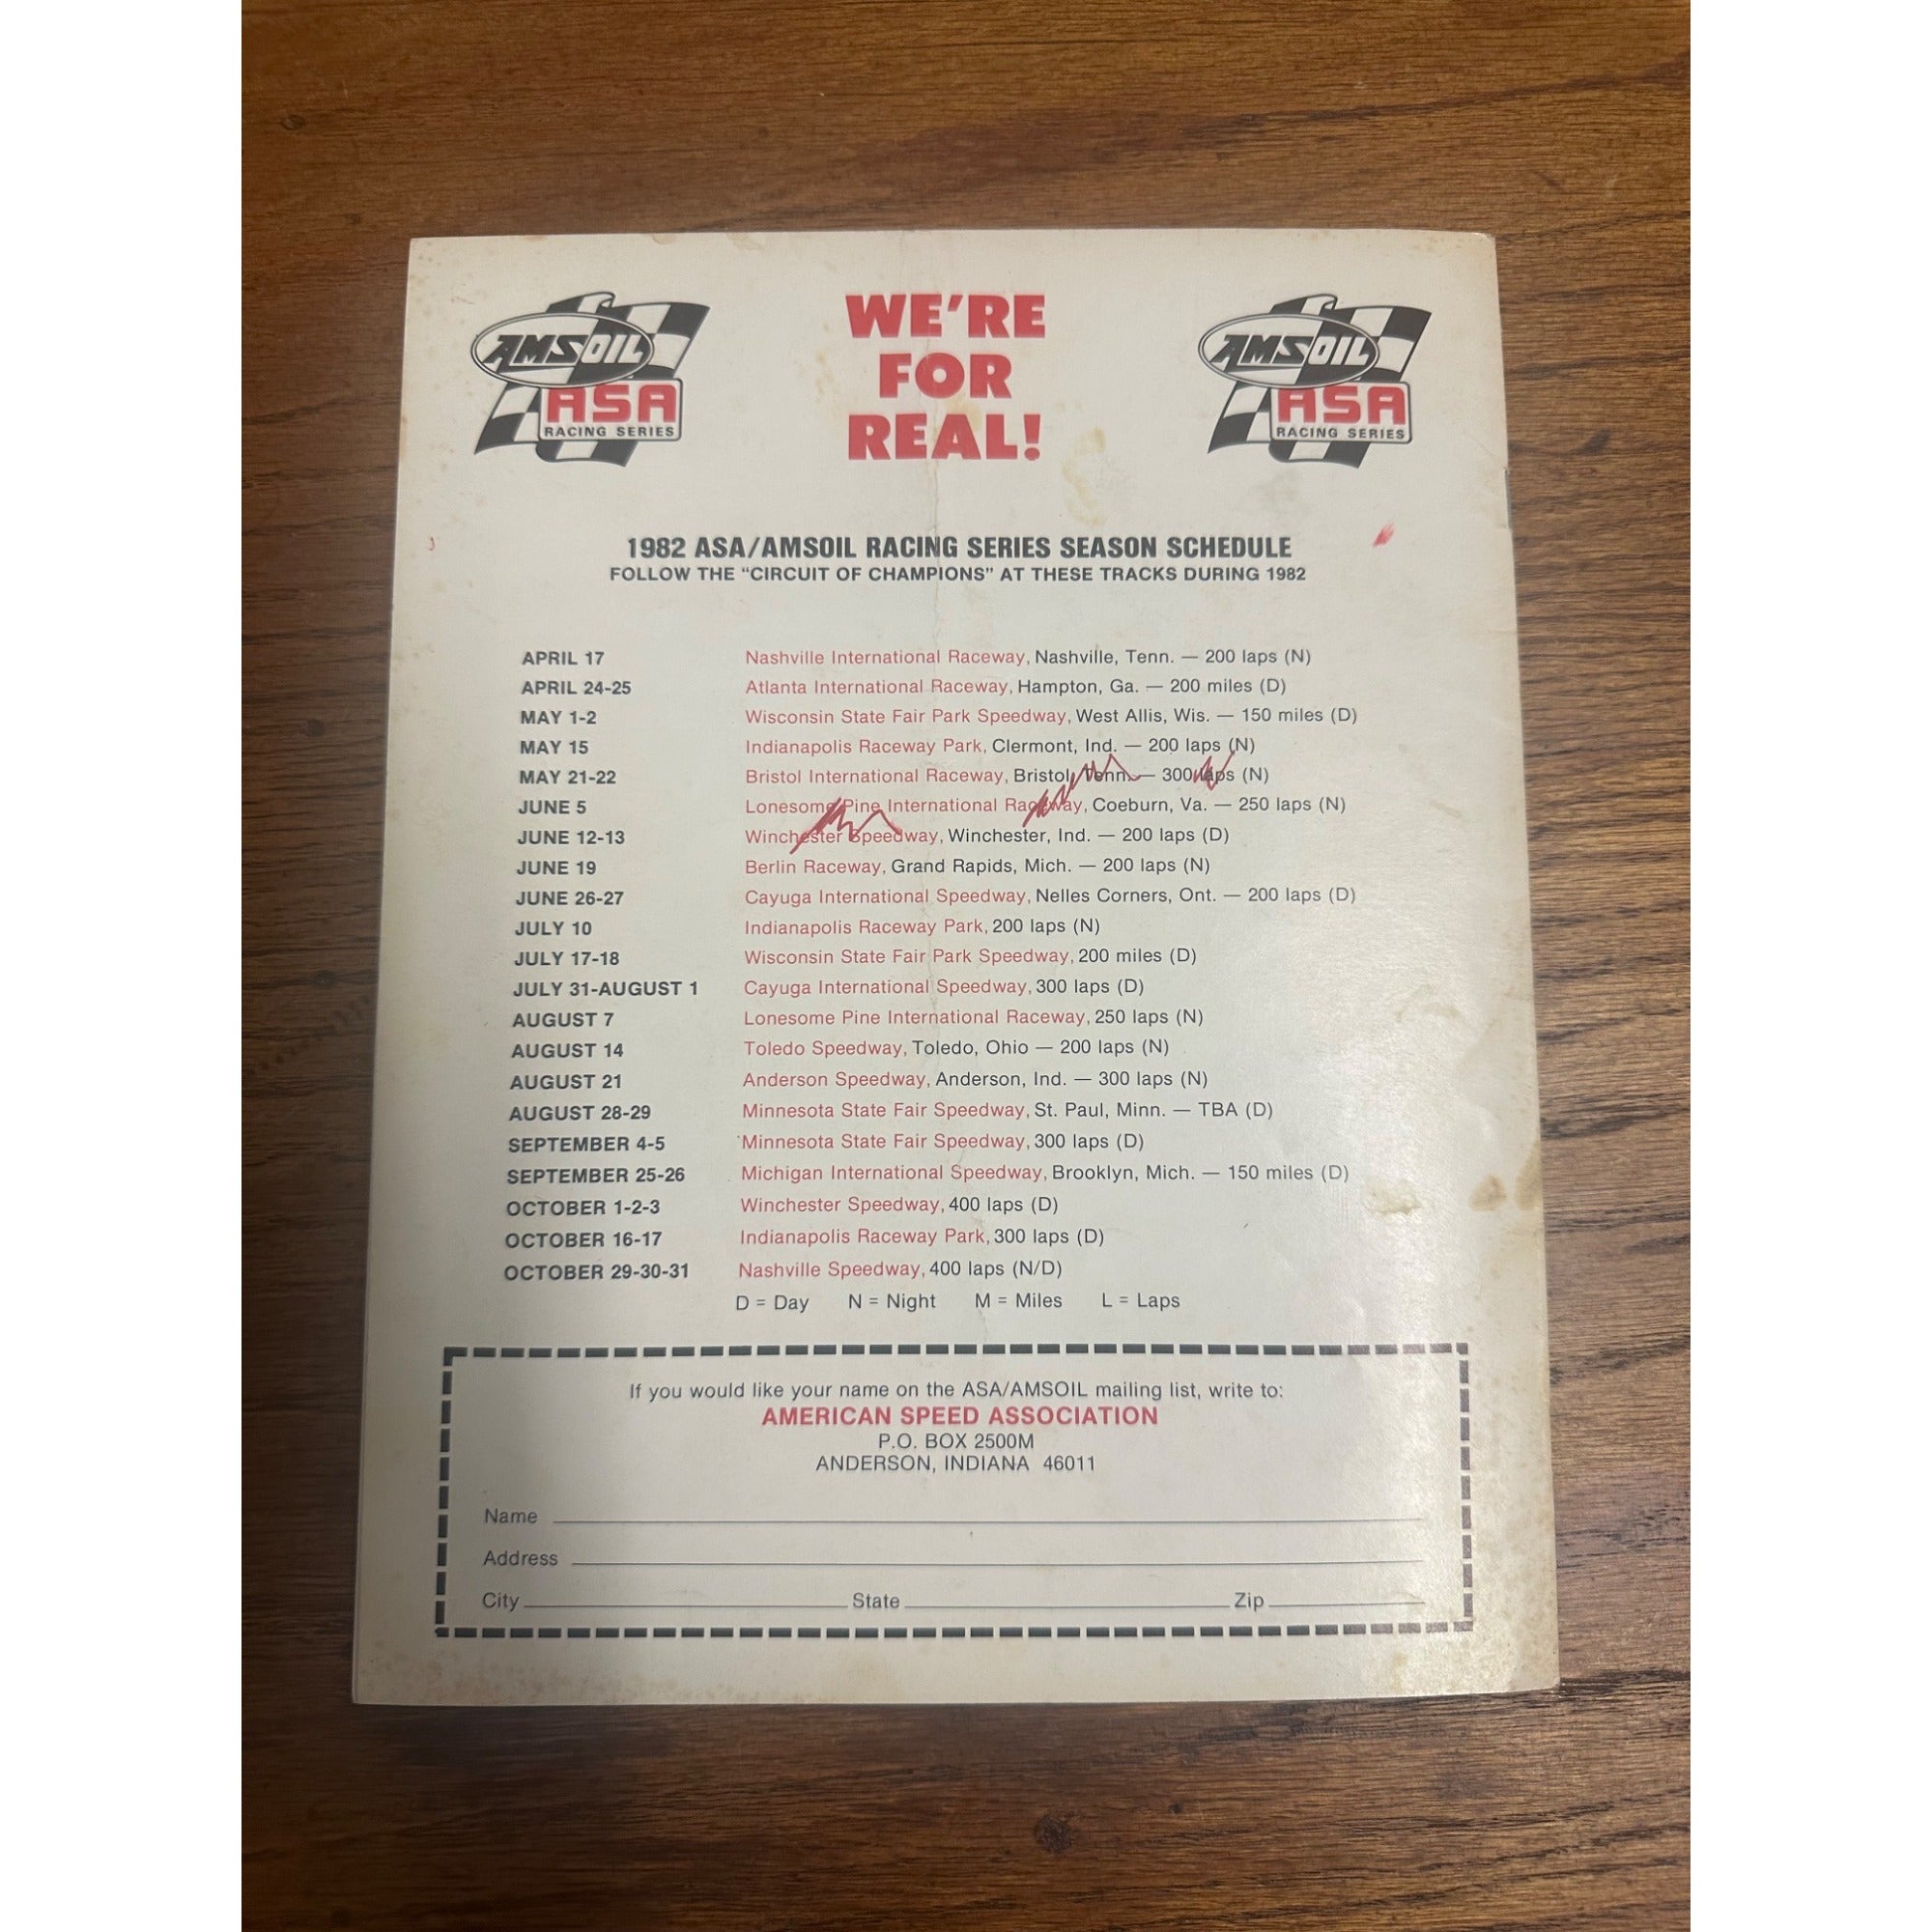 AMSOIL
ASA
RACING SERIES
WE'RE
FOR
REAL!
AMSOIL
ASA
RACING SERIES
1982 ASA/AMSOIL RACING SERIES SEASON SCHEDULE
FOLLOW THE “CIRCUIT OF CHAMPIONS” AT THESE TRACKS DURING 1982
APRIL 17 Nashville International Raceway, Nashville, Tenn. — 200 laps (N)
APRIL 24-25 Atlanta International Raceway, Hampton, Ga. — 200 miles (D)
MAY 1-2 Wisconsin State Fair Park Speedway, West Allis, Wis. — 150 miles (D)
MAY 15 Indianapolis Raceway Park, Clermont, Ind. — 200 laps (N)
MAY 21-22 Bristol International Raceway, Bristol, Tenn. — 300 laps (N)
JUNE 5 Lonesome Pine International Raceway, Coeburn, Va. — 250 laps (N)
JUNE 12-13 Winchester Speedway, Winchester, Ind. — 200 laps (D)
JUNE 19 Berlin Raceway, Grand Rapids, Mich. — 200 laps (N)
JUNE 26-27 Cayuga International Speedway, Nelles Corners, Ont. — 200 laps (D)
JULY 10 Indianapolis Raceway Park, 200 laps (N)
JULY 17-18 Wisconsin State Fair Park Speedway, 200 miles (D)
JULY 31-AUGUST 1 Cayuga International Speedway, 300 laps (D)
AUGUST 7 Lonesome Pine International Raceway, 250 laps (N)
AUGUST 14 Toledo Speedway, Toledo, Ohio — 200 laps (N)
AUGUST 21 Anderson Speedway, Anderson, Ind. — 300 laps (N)
AUGUST 28-29 Minnesota State Fair Speedway, St. Paul, Minn. — TBA (D)
SEPTEMBER 4-5 Minnesota State Fair Speedway, 300 laps (D)
SEPTEMBER 25-26 Michigan International Speedway, Brooklyn, Mich. — 150 miles (D)
OCTOBER 1-2-3 Winchester Speedway, 400 laps (D)
OCTOBER 16-17 Indianapolis Raceway Park, 300 laps (D)
OCTOBER 29-30-31 Nashville Speedway, 400 laps (N/D)
D = Day N = Night M = Miles L = Laps
If you would like your name on the ASA/AMSOIL mailing list, write to:
AMERICAN SPEED ASSOCIATION
P.O. BOX 2500M
ANDERSON, INDIANA 46011
Name
Address
City State Zip